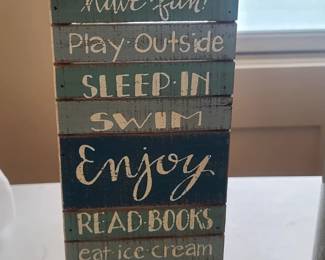 have fun!
Play Outside
SLEEP·IN
SWIM
Enjoy
READ·BOOKS
eat ice cream